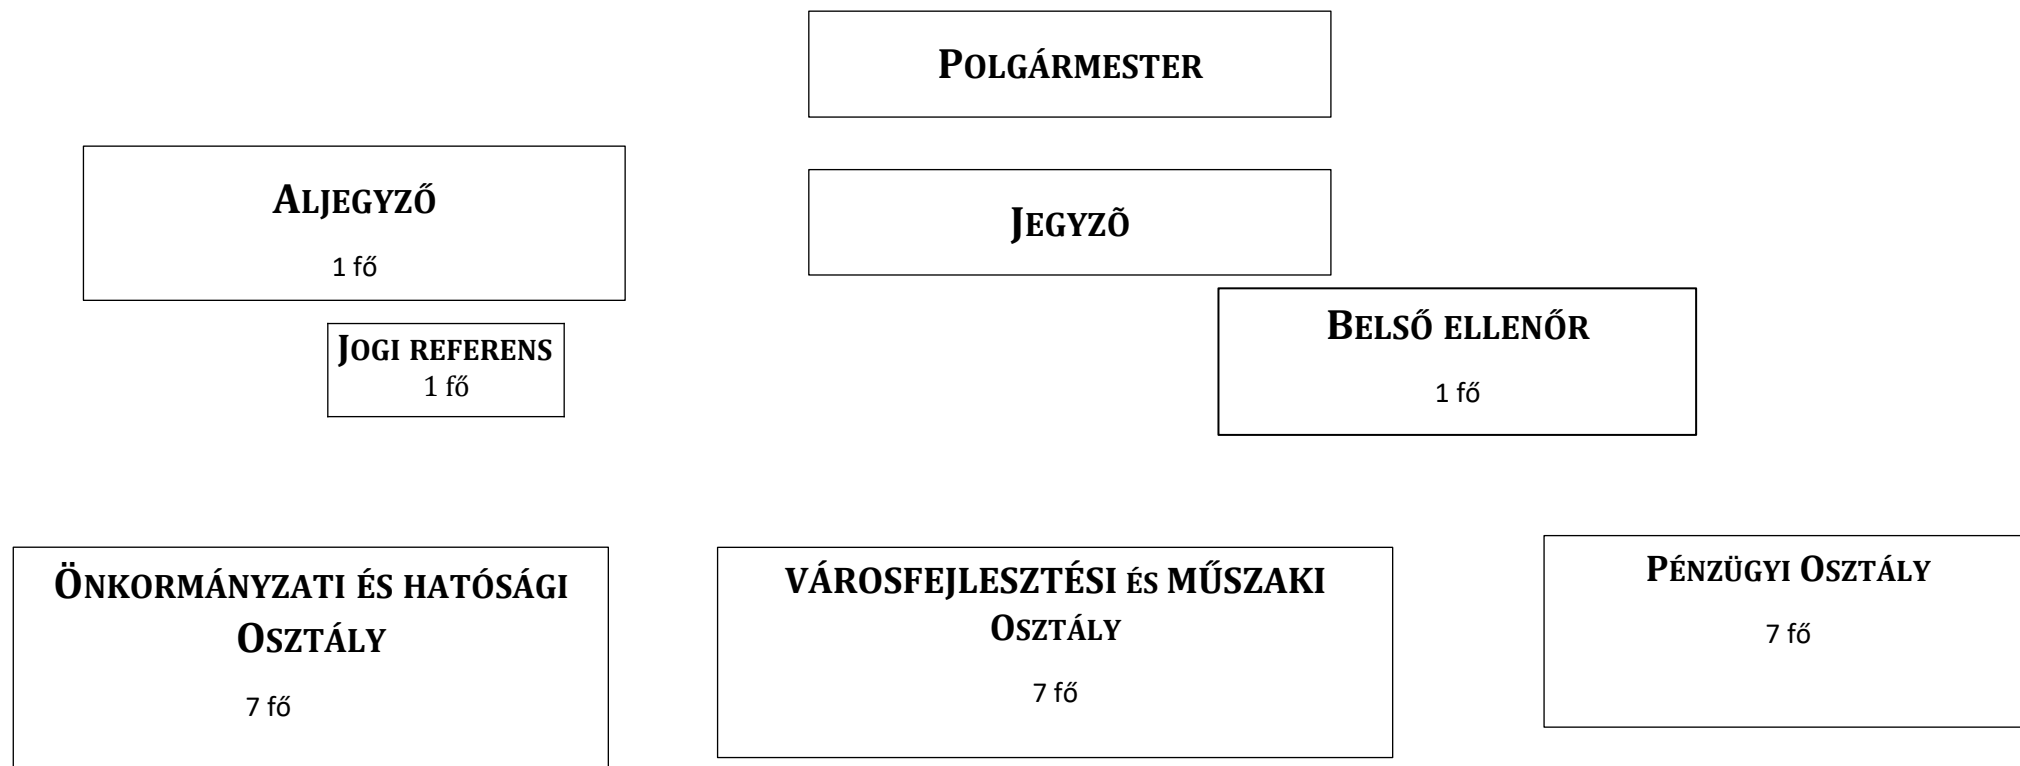 POLGÁRMESTER
ALJEGYZŐ
1 fő
JEGYZÕ
BELSŐ ELLENŐR
1 fő
JOGI REFERENS
1 fő
ÖNKORMÁNYZATI ÉS HATÓSÁGI
OSZTÁLY
7 fő
VÁROSFEJLESZTÉSI ÉS MŰSZAKI
OSZTÁLY
7 fő
PÉNZÜGYI OSZTÁLY
7 fő